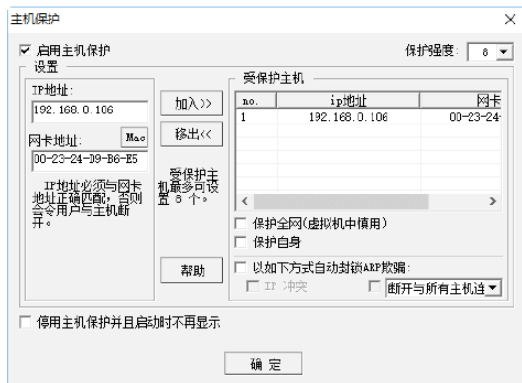 主机保护
启用主机保护
保护强度: 8
设置
IP地址:
192.168.0.106
网卡地址: Mac
00-23-24-D9-B6-E5
IP地址必须与网卡地址正确匹配，否则会令用户与主机断开。
加入>>
移出<<
受保护主机最多可设置 6 个。
帮助
受保护主机
no. ip地址 网卡
1 192.168.0.106 00-23-24-
保护全网(虚拟机中慎用)
保护自身
以如下方式自动封锁ARP欺骗:
IP 冲突 断开与所有主机连
停用主机保护并且启动时不再显示
确 定